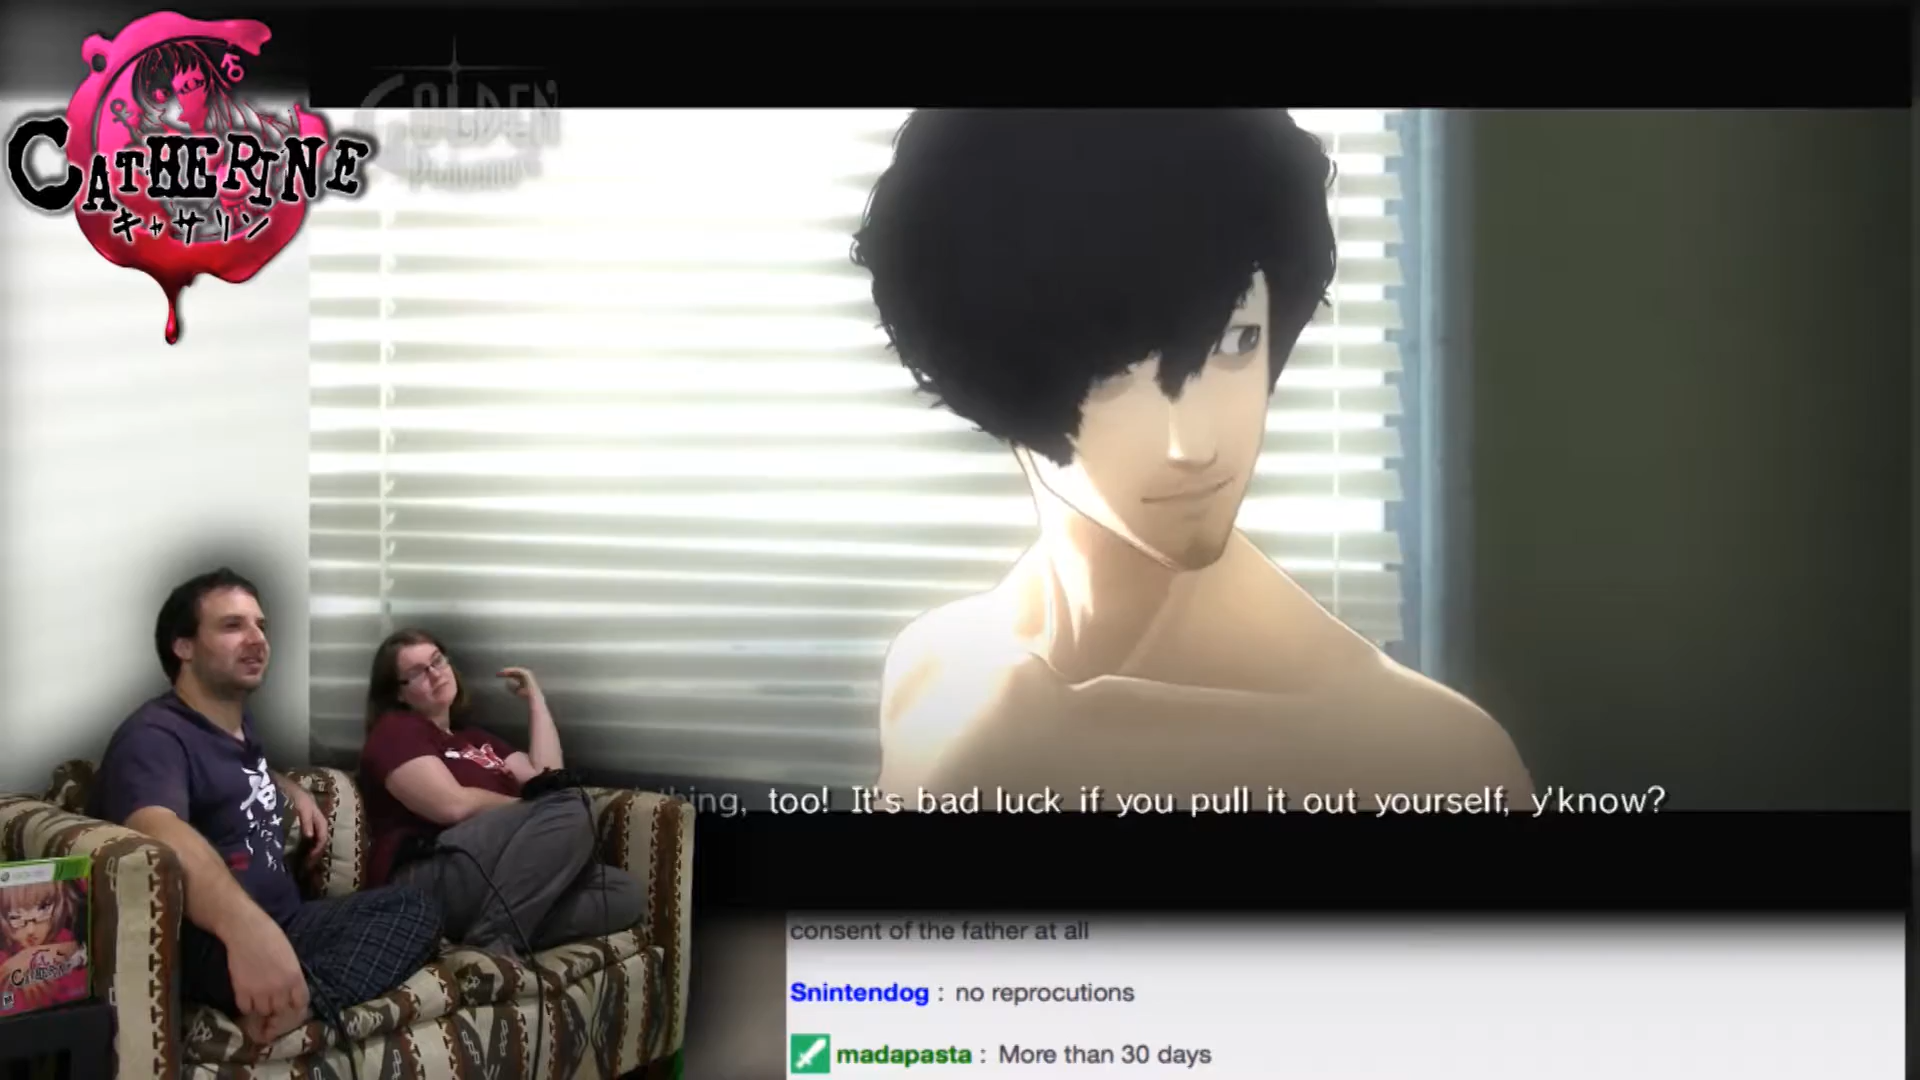 CATHERINE
キャサリン
GOLDEN
thing, too! It's bad luck if you pull it out yourself, y'know?
consent of the father at all
Snintendog : no reprocutions
madapasta : More than 30 days